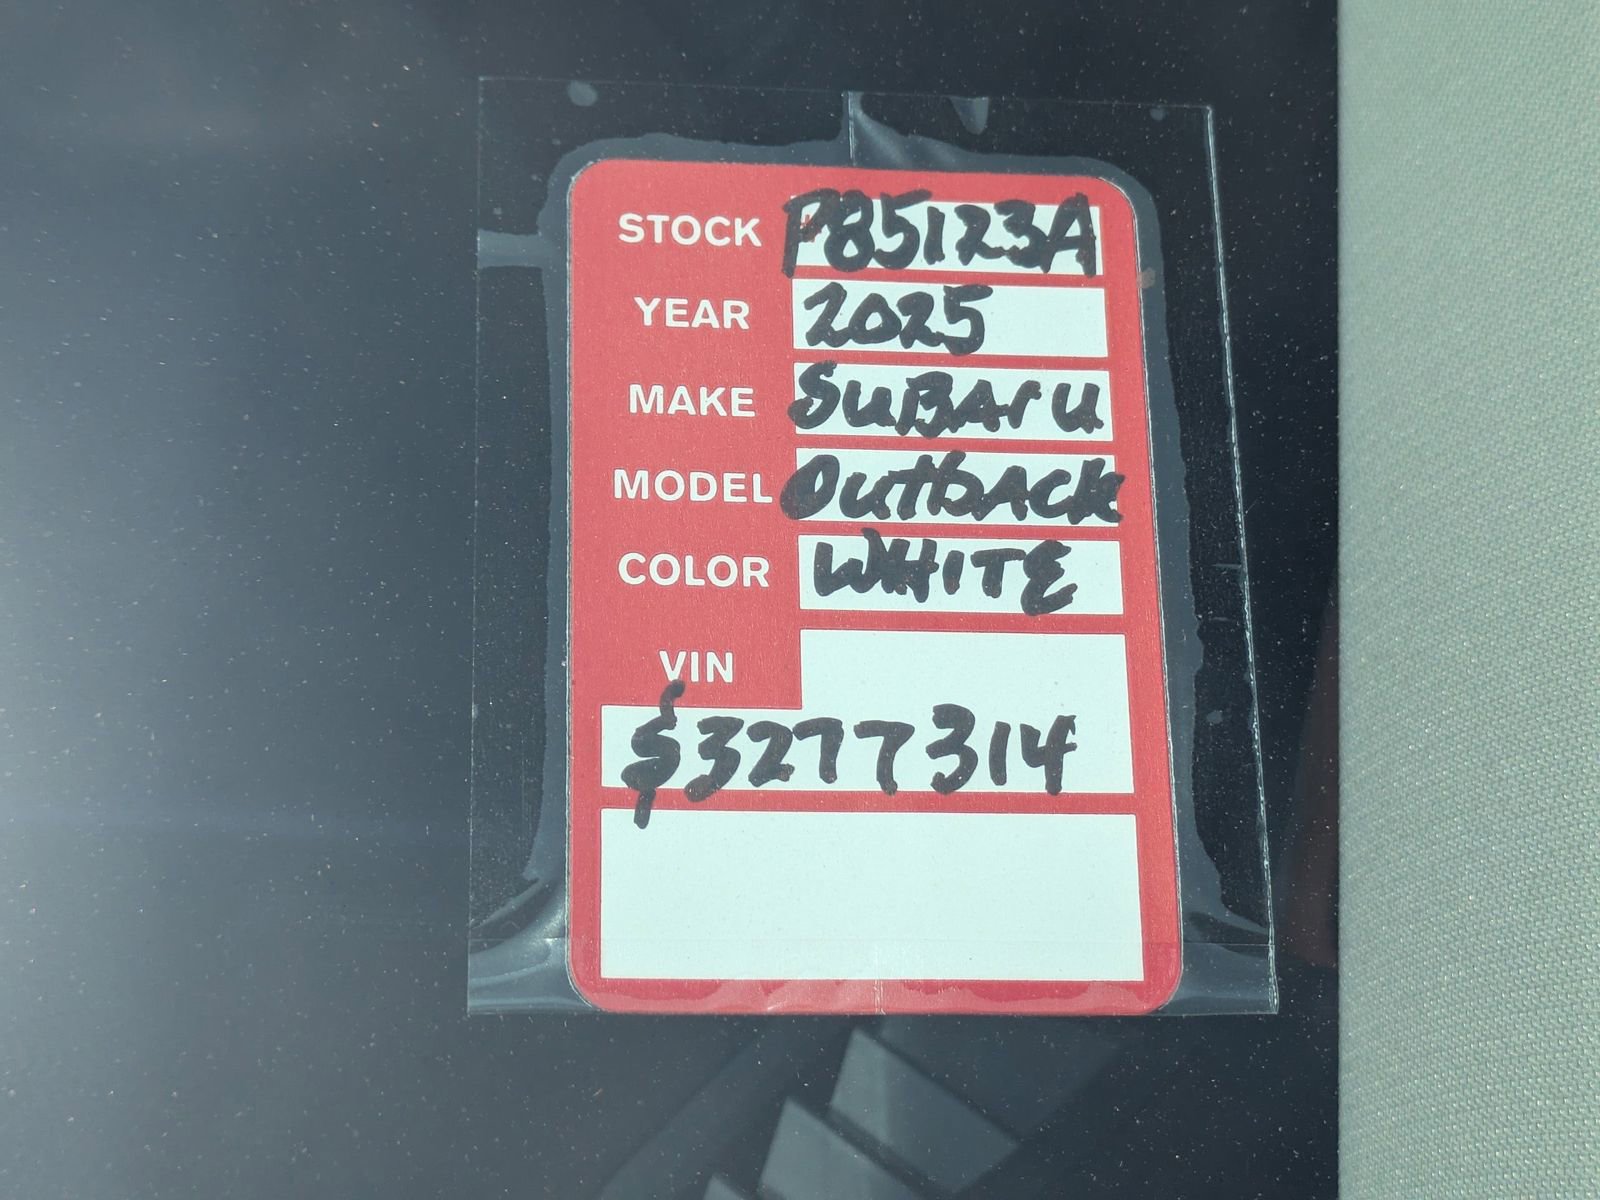 STOCK P85123A
YEAR 2025
MAKE SUBArU
MODEL OutbACK
COLOR WHITE
VIN
$3277314